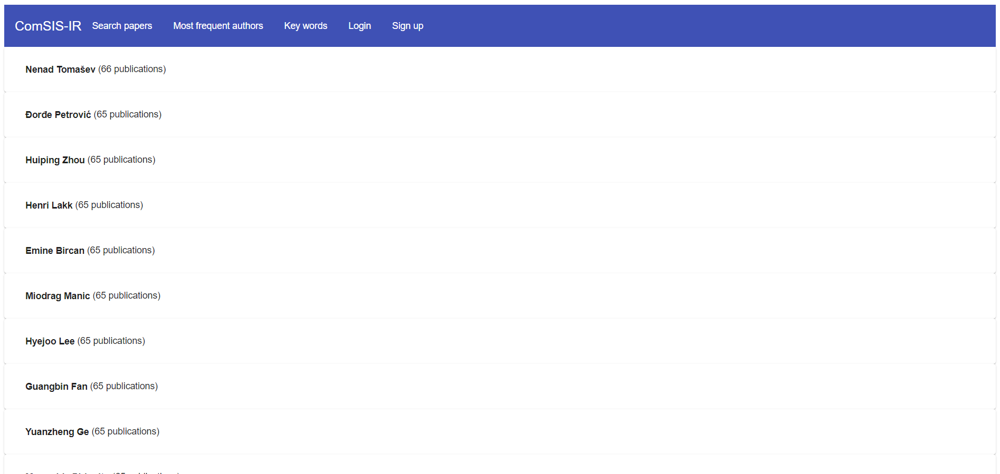 ComSIS-IR Search papers Most frequent authors Key words Login Sign up
Nenad Tomašev (66 publications)
Đorđe Petrović (65 publications)
Huiping Zhou (65 publications)
Henri Lakk (65 publications)
Emine Bircan (65 publications)
Miodrag Manic (65 publications)
Hyejoo Lee (65 publications)
Guangbin Fan (65 publications)
Yuanzheng Ge (65 publications)
(65 publications)